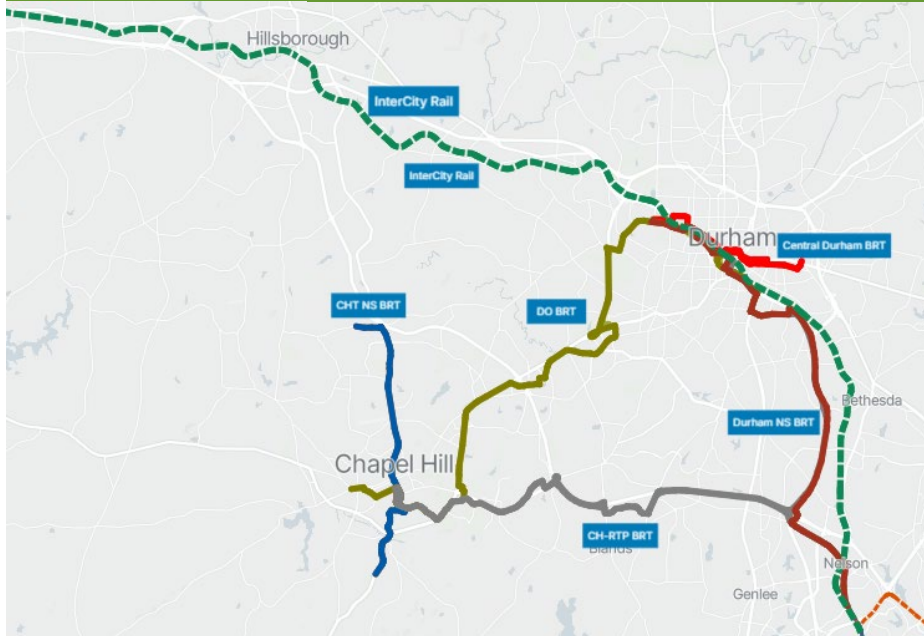 Hillsborough
InterCity Rail
InterCity Rail
Durham
Central Durham BRT
CHT NS BRT
DO BRT
Bethesda
Durham NS BRT
Chapel Hill
CH-RTP BRT
Blands
Nelson
Genlee